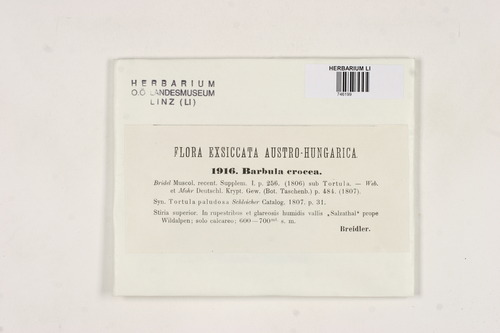 HERBARIUM
O.Ö. LANDESMUSEUM
LINZ (LI)
HERBARIUM LI
FLORA EXSICCATA AUSTRO-HUNGARICA.
1916. Barbula crocea.
Bridel Muscol. recent. Supplem. I. p. 256. (1806) sub Tortula. — Web.
et Mohr Deutschl. Krypt. Gew. (Bot. Taschenb.) p. 484. (1807).
Syn. Tortula paludosa Schleicher Catalog. 1807. p. 31.
Stiria superior. In rupestribus et glareosis humidis vallis „Salzathal“ prope
Wildalpen; solo calcareo; 600—700 s. m.
Breidler.